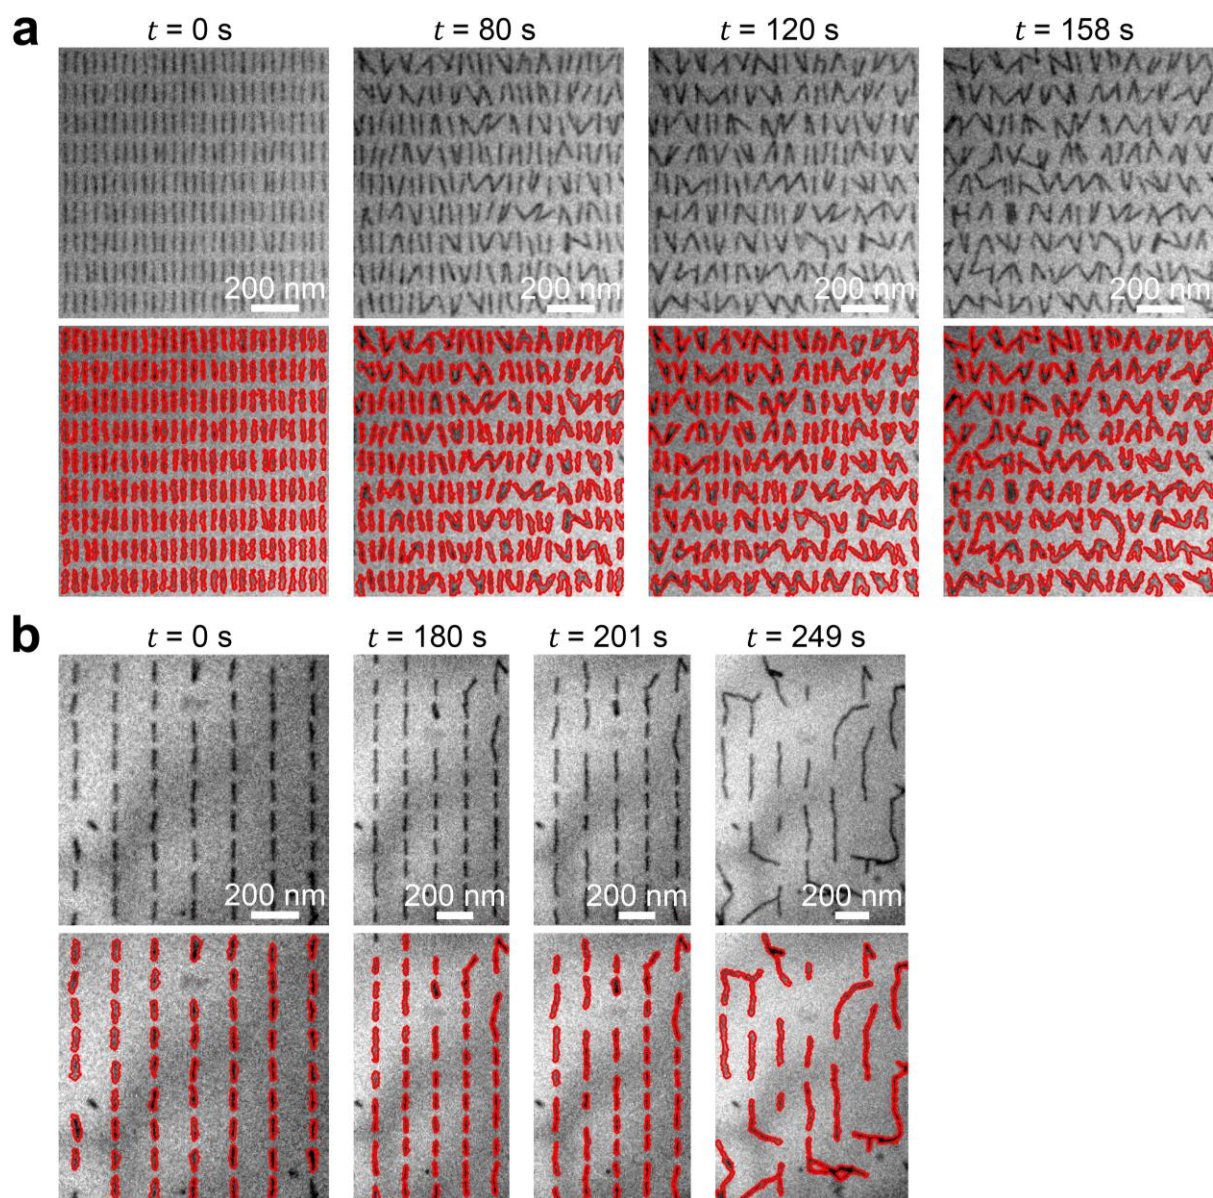 a
t = 0 s
t = 80 s
t = 120 s
t = 158 s
200 nm
200 nm
200 nm
200 nm
b
t = 0 s
t = 180 s
t = 201 s
t = 249 s
200 nm
200 nm
200 nm
200 nm